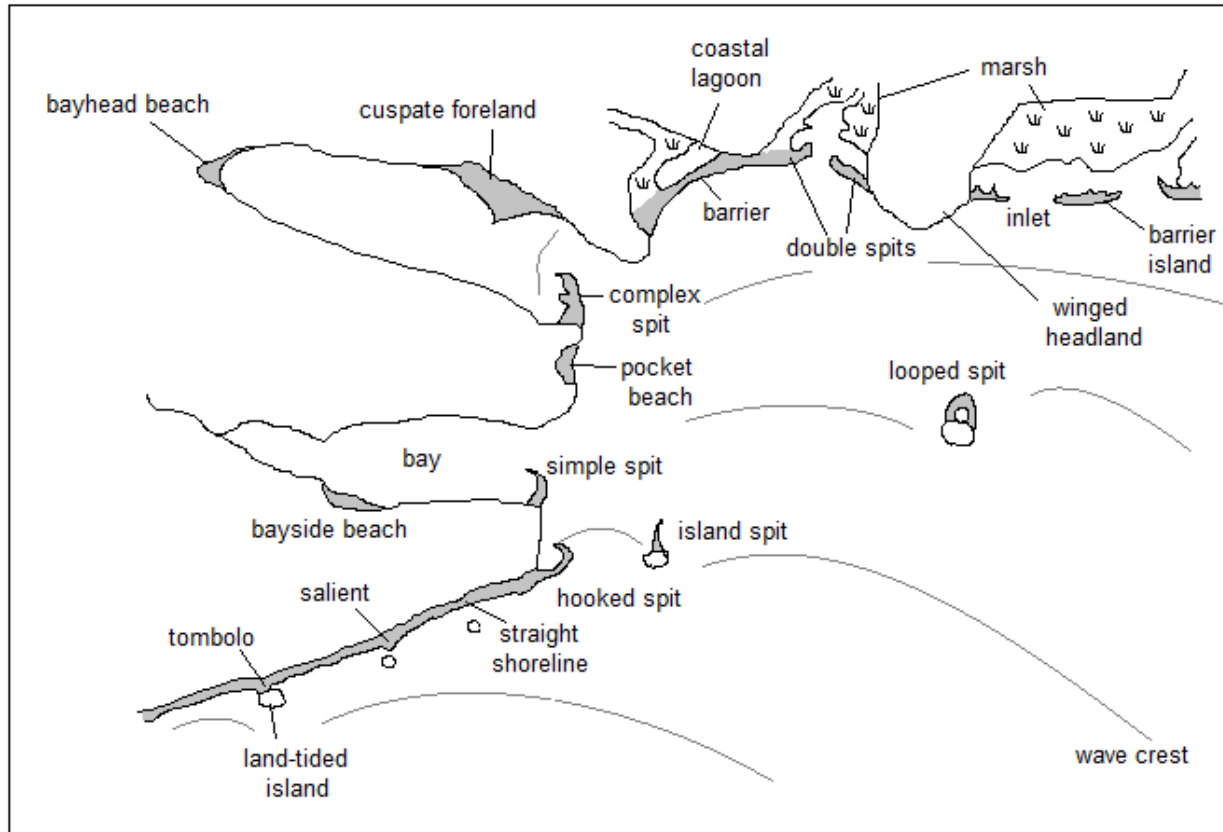 coastal
lagoon
marsh
bayhead beach
cuspate foreland
barrier
inlet
double spits
barrier
island
complex
spit
winged
headland
pocket
beach
looped spit
bay
simple spit
bayside beach
island spit
salient
hooked spit
tombolo
straight
shoreline
land-tided
island
wave crest